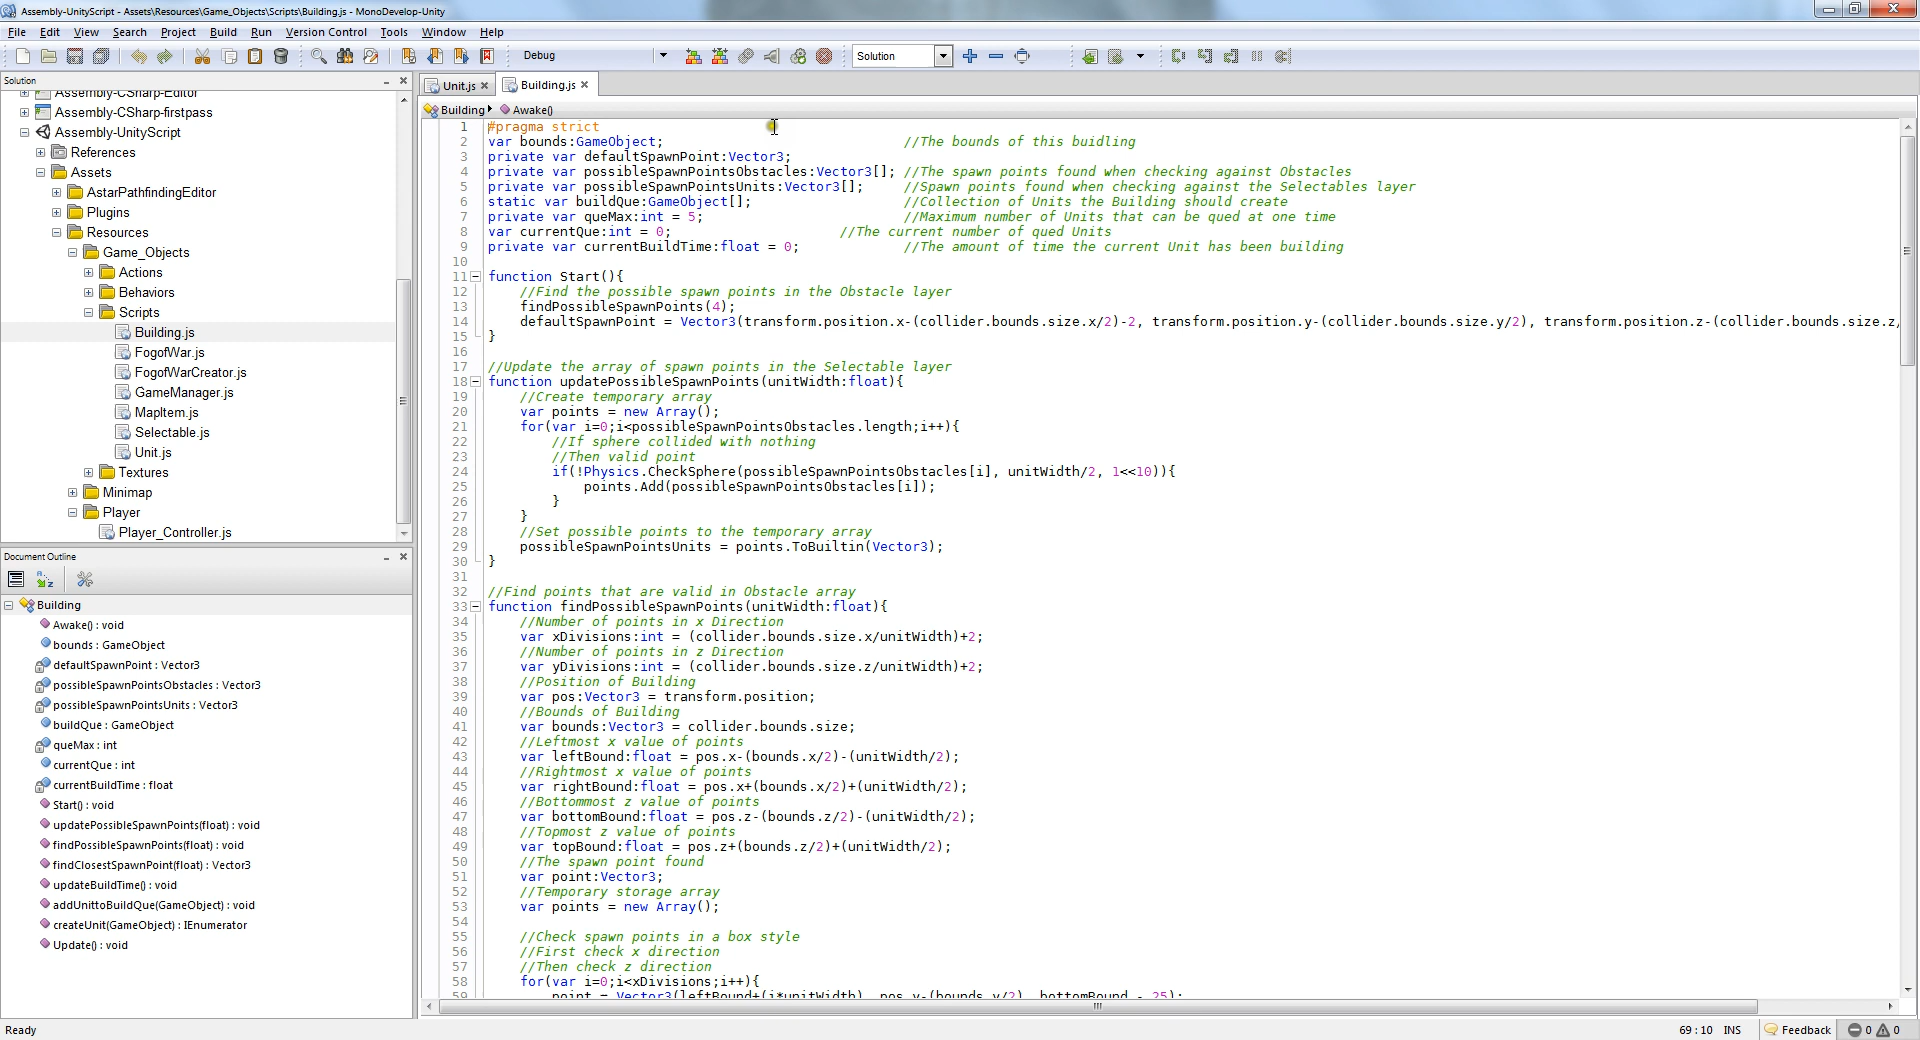 Assembly-UnityScript - Assets\Resources\Game_Objects\Scripts\Building.js - MonoDevelop-Unity
File Edit View Search Project Build Run Version Control Tools Window Help
Debug
Solution
Solution
Assembly-CSharp-Editor
Assembly-CSharp-firstpass
Assembly-UnityScript
References
Assets
AstarPathfindingEditor
Plugins
Resources
Game_Objects
Actions
Behaviors
Scripts
Building.js
FogofWar.js
FogofWarCreator.js
GameManager.js
MapItem.js
Selectable.js
Unit.js
Textures
Minimap
Player
Player_Controller.js
Document Outline
Building
Awake() : void
bounds : GameObject
defaultSpawnPoint : Vector3
possibleSpawnPointsObstacles : Vector3
possibleSpawnPointsUnits : Vector3
buildQue : GameObject
queMax : int
currentQue : int
currentBuildTime : float
Start() : void
updatePossibleSpawnPoints(float) : void
findPossibleSpawnPoints(float) : void
findClosestSpawnPoint(float) : Vector3
updateBuildTime() : void
addUnittoBuildQue(GameObject) : void
createUnit(GameObject) : IEnumerator
Update() : void
Unit.js
Building.js
Building Awake()
1 #pragma strict
2 var bounds:GameObject; //The bounds of this buidling
3 private var defaultSpawnPoint:Vector3;
4 private var possibleSpawnPointsObstacles:Vector3[]; //The spawn points found when checking against Obstacles
5 private var possibleSpawnPointsUnits:Vector3[]; //Spawn points found when checking against the Selectables layer
6 static var buildQue:GameObject[]; //Collection of Units the Building should create
7 private var queMax:int = 5; //Maximum number of Units that can be qued at one time
8 var currentQue:int = 0; //The current number of qued Units
9 private var currentBuildTime:float = 0; //The amount of time the current Unit has been building
10
11 function Start(){
12 //Find the possible spawn points in the Obstacle layer
13 findPossibleSpawnPoints(4);
14 defaultSpawnPoint = Vector3(transform.position.x-(collider.bounds.size.x/2)-2, transform.position.y-(collider.bounds.size.y/2), transform.position.z-(collider.bounds.size.z/
15 }
16
17 //Update the array of spawn points in the Selectable layer
18 function updatePossibleSpawnPoints(unitWidth:float){
19 //Create temporary array
20 var points = new Array();
21 for(var i=0;i<possibleSpawnPointsObstacles.length;i++){
22 //If sphere collided with nothing
23 //Then valid point
24 if(!Physics.CheckSphere(possibleSpawnPointsObstacles[i], unitWidth/2, 1<<10)){
25 points.Add(possibleSpawnPointsObstacles[i]);
26 }
27 }
28 //Set possible points to the temporary array
29 possibleSpawnPointsUnits = points.ToBuiltin(Vector3);
30 }
31
32 //Find points that are valid in Obstacle array
33 function findPossibleSpawnPoints(unitWidth:float){
34 //Number of points in x Direction
35 var xDivisions:int = (collider.bounds.size.x/unitWidth)+2;
36 //Number of points in z Direction
37 var yDivisions:int = (collider.bounds.size.z/unitWidth)+2;
38 //Position of Building
39 var pos:Vector3 = transform.position;
40 //Bounds of Building
41 var bounds:Vector3 = collider.bounds.size;
42 //Leftmost x value of points
43 var leftBound:float = pos.x-(bounds.x/2)-(unitWidth/2);
44 //Rightmost x value of points
45 var rightBound:float = pos.x+(bounds.x/2)+(unitWidth/2);
46 //Bottommost z value of points
47 var bottomBound:float = pos.z-(bounds.z/2)-(unitWidth/2);
48 //Topmost z value of points
49 var topBound:float = pos.z+(bounds.z/2)+(unitWidth/2);
50 //The spawn point found
51 var point:Vector3;
52 //Temporary storage array
53 var points = new Array();
54
55 //Check spawn points in a box style
56 //First check x direction
57 //Then check z direction
58 for(var i=0;i<xDivisions;i++){
59 point = Vector3(leftBound+(i*unitWidth), pos.y-(bounds.y/2), bottomBound - .25);
Ready
69 : 10 INS
Feedback
0 0